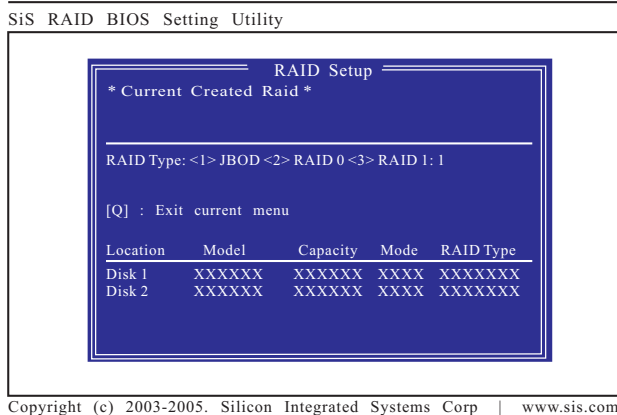 SiS RAID BIOS Setting Utility
RAID Setup
* Current Created Raid *
RAID Type: <1> JBOD <2> RAID 0 <3> RAID 1: 1
[Q] : Exit current menu
Location Model Capacity Mode RAID Type
Disk 1 XXXXXX XXXXXX XXXX XXXXXXX
Disk 2 XXXXXX XXXXXX XXXX XXXXXXX
Copyright (c) 2003-2005. Silicon Integrated Systems Corp | www.sis.com